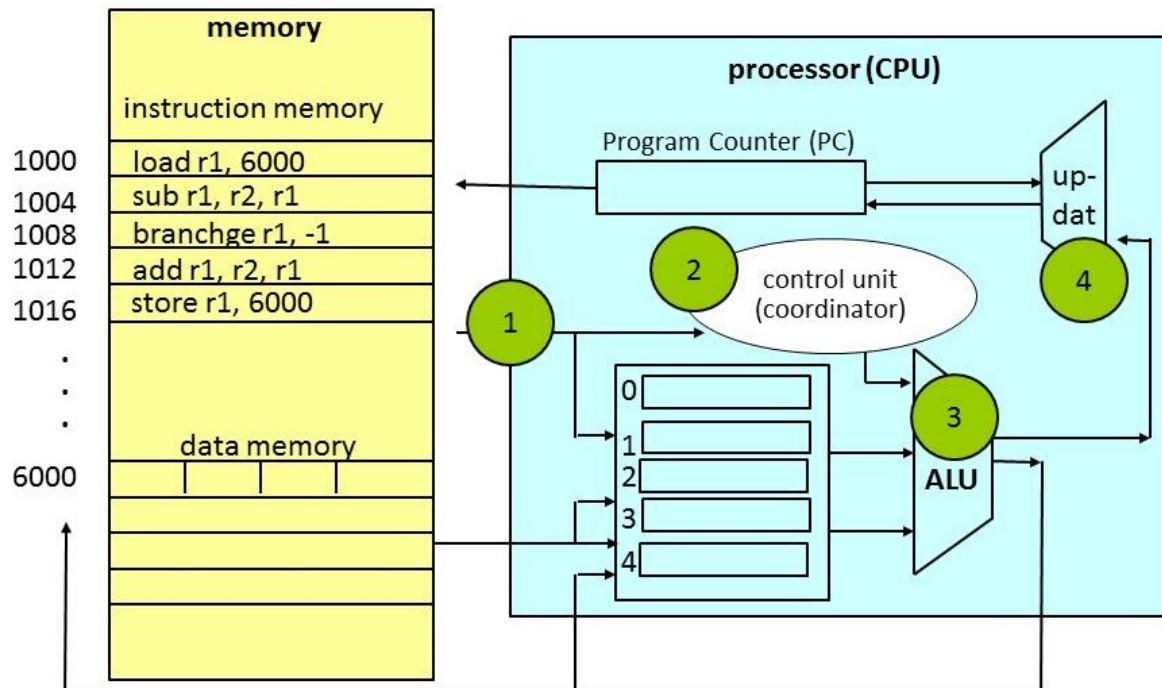 memory
instruction memory
1000 load r1, 6000
1004 sub r1, r2, r1
1008 branchge r1, -1
1012 add r1, r2, r1
1016 store r1, 6000
.
.
.
data memory
6000
processor (CPU)
Program Counter (PC)
up-
dat
4
2
control unit
(coordinator)
1
0
1
2
3
4
3
ALU